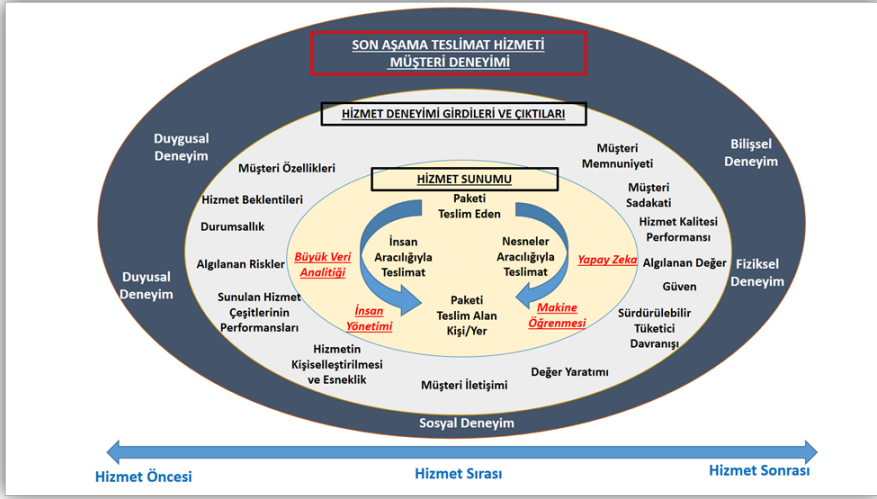 SON AŞAMA TESLİMAT HİZMETİ
MÜŞTERİ DENEYİMİ
HİZMET DENEYİMİ GİRDİLERİ VE ÇIKTILARI
Duygusal
Deneyim
Bilişsel
Deneyim
Müşteri
Memnuniyeti
Müşteri Özellikleri
HİZMET SUNUMU
Müşteri
Sadakati
Hizmet Beklentileri
Paketi
Teslim Eden
Hizmet Kalitesi
Performansı
Durumsallık
İnsan
Aracılığıyla
Teslimat
Nesneler
Aracılığıyla
Teslimat
Büyük Veri
Analitiği
Yapay Zeka
Algılanan Riskler
Algılanan Değer
Duyusal
Deneyim
Fiziksel
Deneyim
Güven
Sunulan Hizmet
Çeşitlerinin
Performansları
İnsan
Yönetimi
Paketi
Teslim Alan
Kişi/Yer
Makine
Öğrenmesi
Sürdürülebilir
Tüketici
Davranışı
Hizmetin
Kişiselleştirilmesi
ve Esneklik
Müşteri İletişimi
Değer Yaratımı
Sosyal Deneyim
Hizmet Öncesi
Hizmet Sırası
Hizmet Sonrası